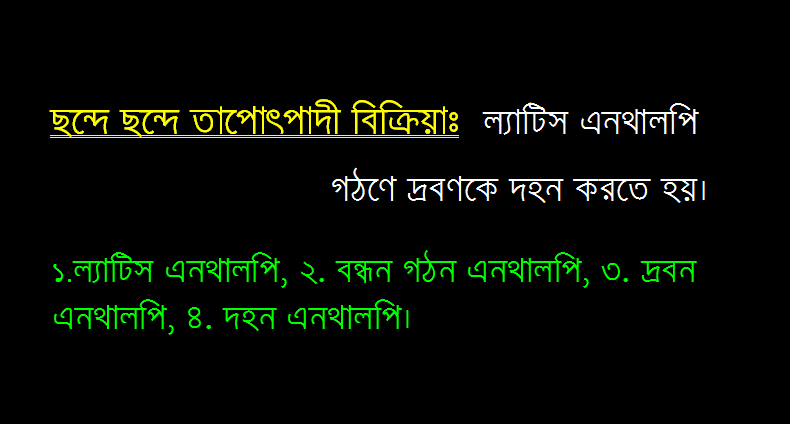 ছন্দে ছন্দে তাপোৎপাদী বিক্রিয়াঃ ল্যাটিস এনথালপি
গঠণে দ্রবণকে দহন করতে হয়।
১.ল্যাটিস এনথালপি, ২. বন্ধন গঠন এনথালপি, ৩. দ্রবন
এনথালপি, ৪. দহন এনথালপি।